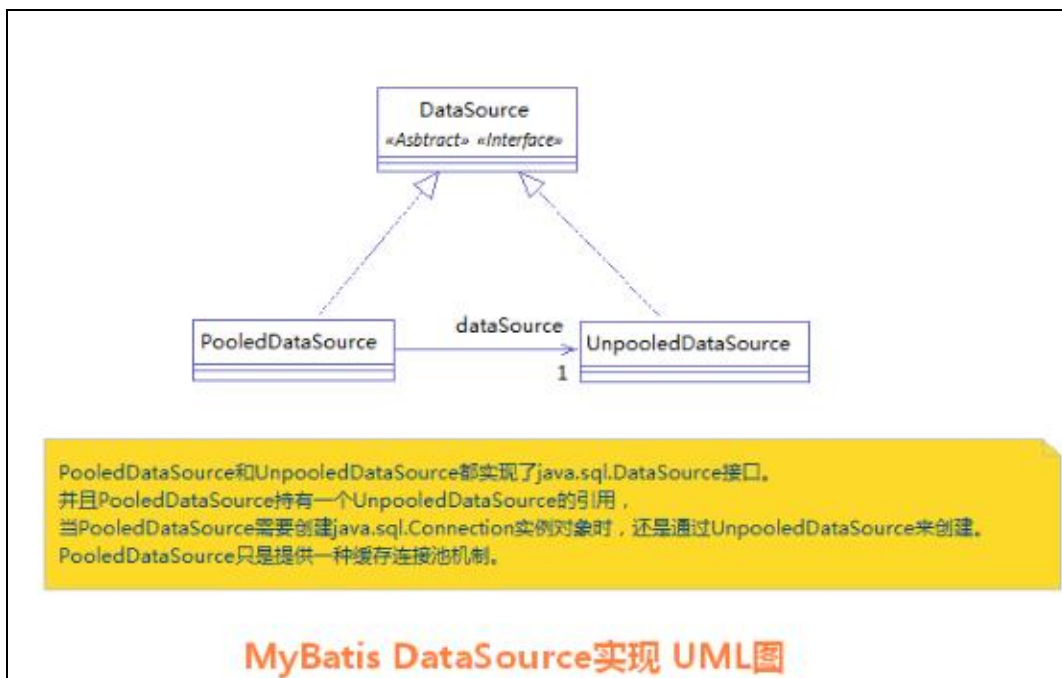 DataSource
«Asbtract» «Interface»
PooledDataSource
dataSource
1
UnpooledDataSource
PooledDataSource和UnpooledDataSource都实现了java.sql.DataSource接口。
并且PooledDataSource持有一个UnpooledDataSource的引用，
当PooledDataSource需要创建java.sql.Connection实例对象时，还是通过UnpooledDataSource来创建。
PooledDataSource只是提供一种缓存连接池机制。
MyBatis DataSource实现 UML图